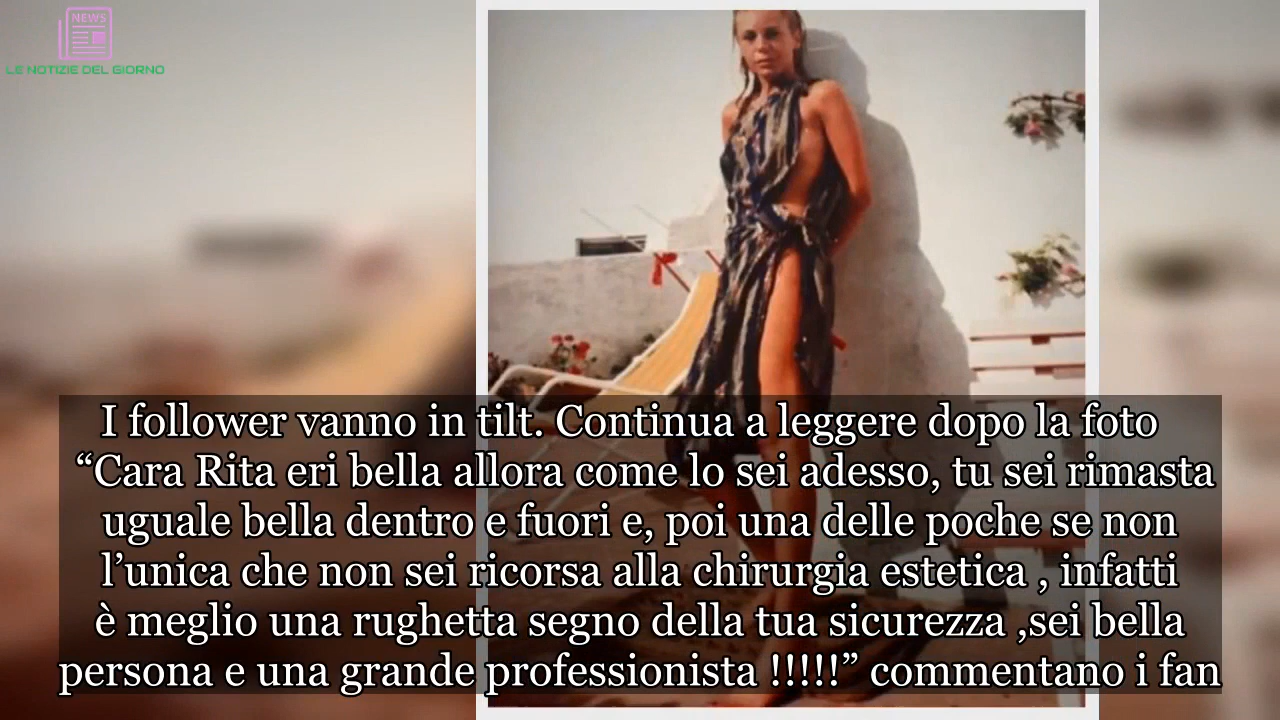 NEWS
LE NOTIZIE DEL GIORNO
I follower vanno in tilt. Continua a leggere dopo la foto
“Cara Rita eri bella allora come lo sei adesso, tu sei rimasta
uguale bella dentro e fuori e, poi una delle poche se non
l’unica che non sei ricorsa alla chirurgia estetica , infatti
è meglio una rughetta segno della tua sicurezza ,sei bella
persona e una grande professionista !!!!!” commentano i fan